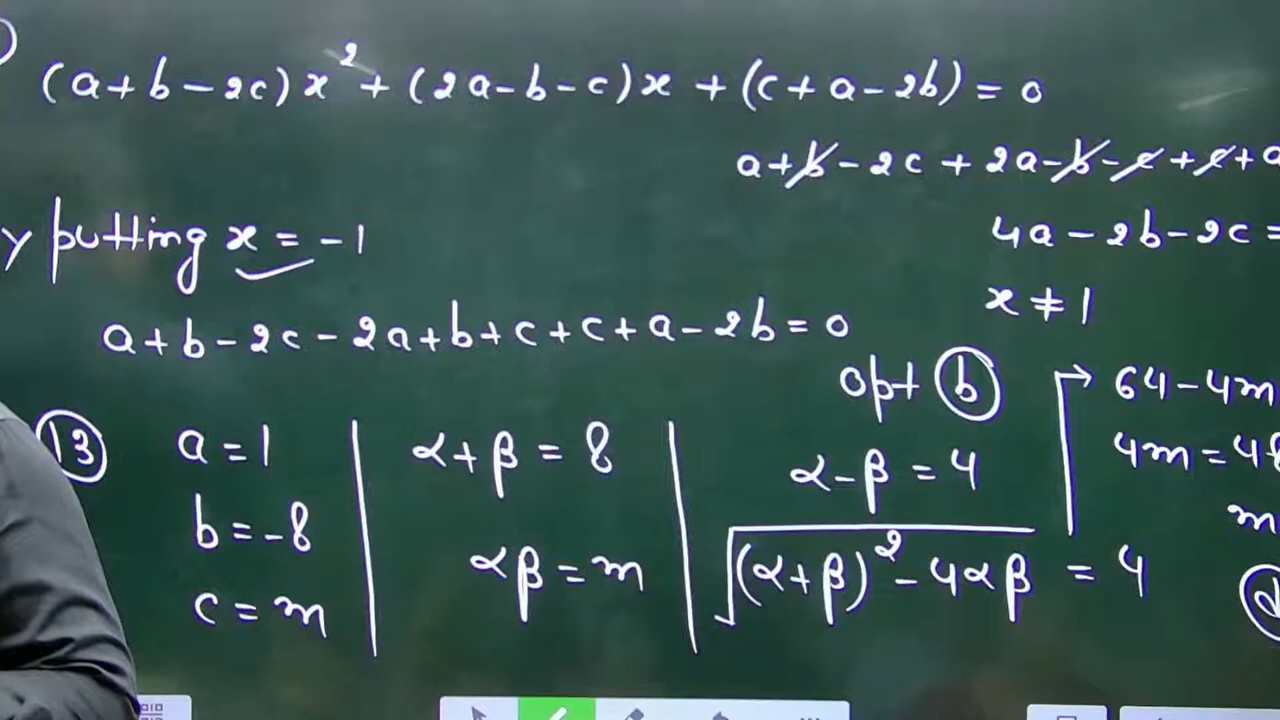 (a+b-2c)x²+(2a-b-c)x+(c+a-2b)=0
a+b-2c+2a-b-c+c+a
4a-2b-2c=
y putting x=-1
x≠1
a+b-2c-2a+b+c+c+a-2b=0
opt (b)
(13) a=1
b=-8
c=m
α+β=8
αβ=m
α-β=4
√(α+β)²-4αβ =4
→ 64-4m
4m=48
m